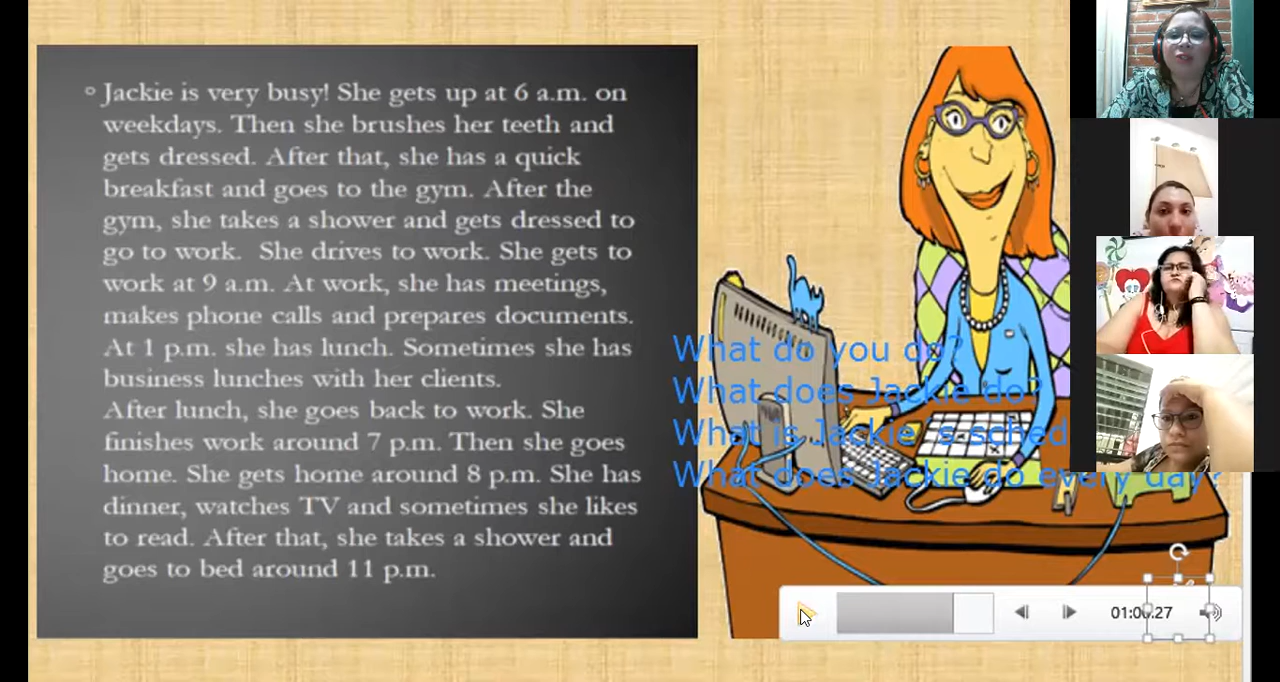 Jackie is very busy! She gets up at 6 a.m. on
weekdays. Then she brushes her teeth and
gets dressed. After that, she has a quick
breakfast and goes to the gym. After the
gym, she takes a shower and gets dressed to
go to work. She drives to work. She gets to
work at 9 a.m. At work, she has meetings,
makes phone calls and prepares documents.
At 1 p.m. she has lunch. Sometimes she has
business lunches with her clients.
After lunch, she goes back to work. She
finishes work around 7 p.m. Then she goes
home. She gets home around 8 p.m. She has
dinner, watches TV and sometimes she likes
to read. After that, she takes a shower and
goes to bed around 11 p.m.
What do you do?
What does Jackie do?
What is Jackie 's sched
What does Jackie do every day?